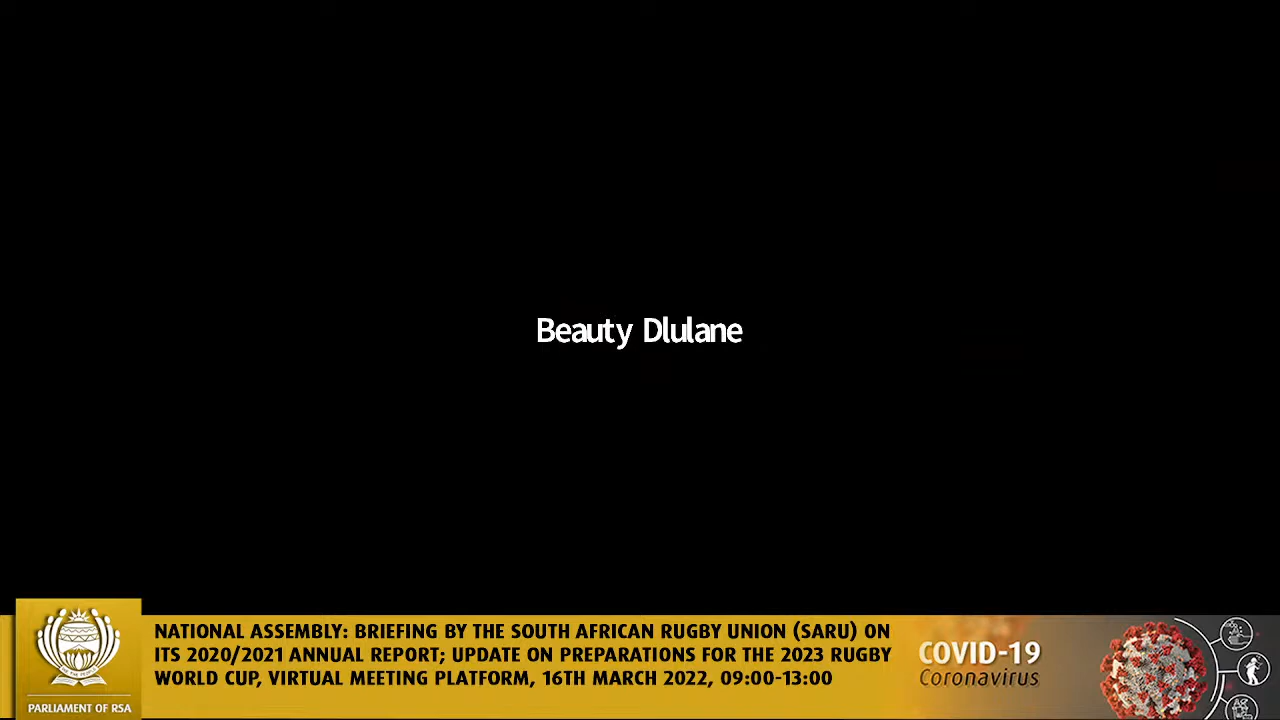 Beauty Dlulane
NATIONAL ASSEMBLY: BRIEFING BY THE SOUTH AFRICAN RUGBY UNION (SARU) ON
ITS 2020/2021 ANNUAL REPORT; UPDATE ON PREPARATIONS FOR THE 2023 RUGBY
WORLD CUP, VIRTUAL MEETING PLATFORM, 16TH MARCH 2022, 09:00-13:00
PARLIAMENT OF RSA
COVID-19
Coronavirus